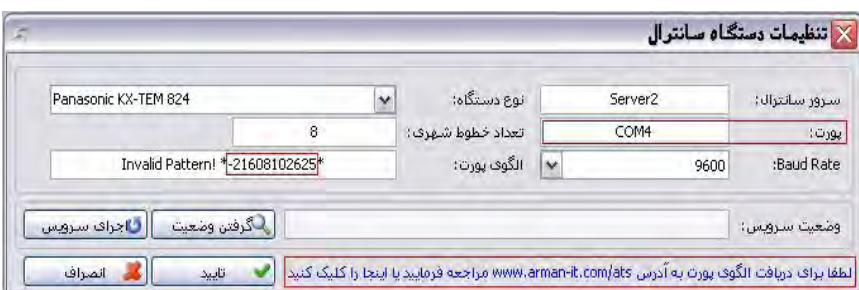 تنظیمات دستگاه سانترال
سرور سانترال: Server2 نوع دستگاه: Panasonic KX-TEM 824
پورت: COM4 تعداد خطوط شهری: 8
Baud Rate: 9600 الگوی پورت: Invalid Pattern! *-21608102625*
وضعیت سرویس: گرفتن وضعیت اجرای سرویس
لطفا برای دریافت الگوی پورت به آدرس www.arman-it.com/ats مراجعه فرمایید یا اینجا را کلیک کنید تایید انصراف